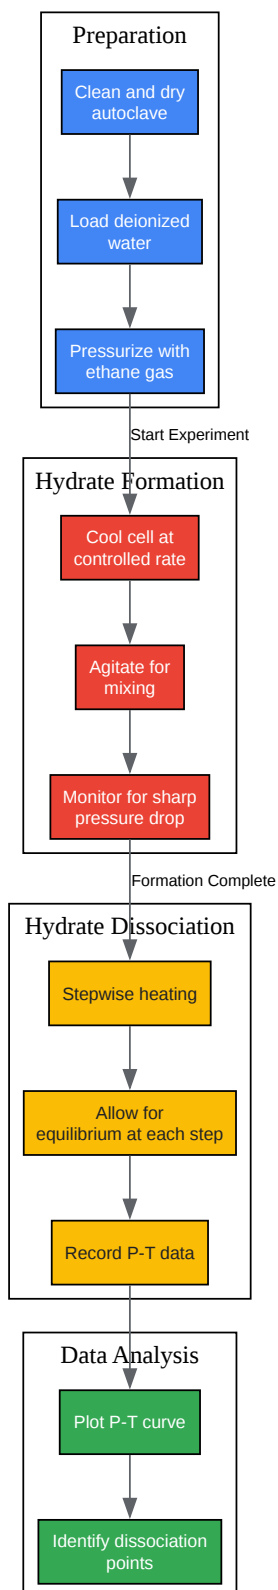 Preparation
Clean and dry
autoclave
Load deionized
water
Pressurize with
ethane gas
Start Experiment
Hydrate Formation
Cool cell at
controlled rate
Agitate for
mixing
Monitor for sharp
pressure drop
Formation Complete
Hydrate Dissociation
Stepwise heating
Allow for
equilibrium at each step
Record P-T data
Data Analysis
Plot P-T curve
Identify dissociation
points